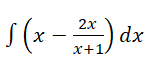 ∫ (x − 2x/(x+1)) dx